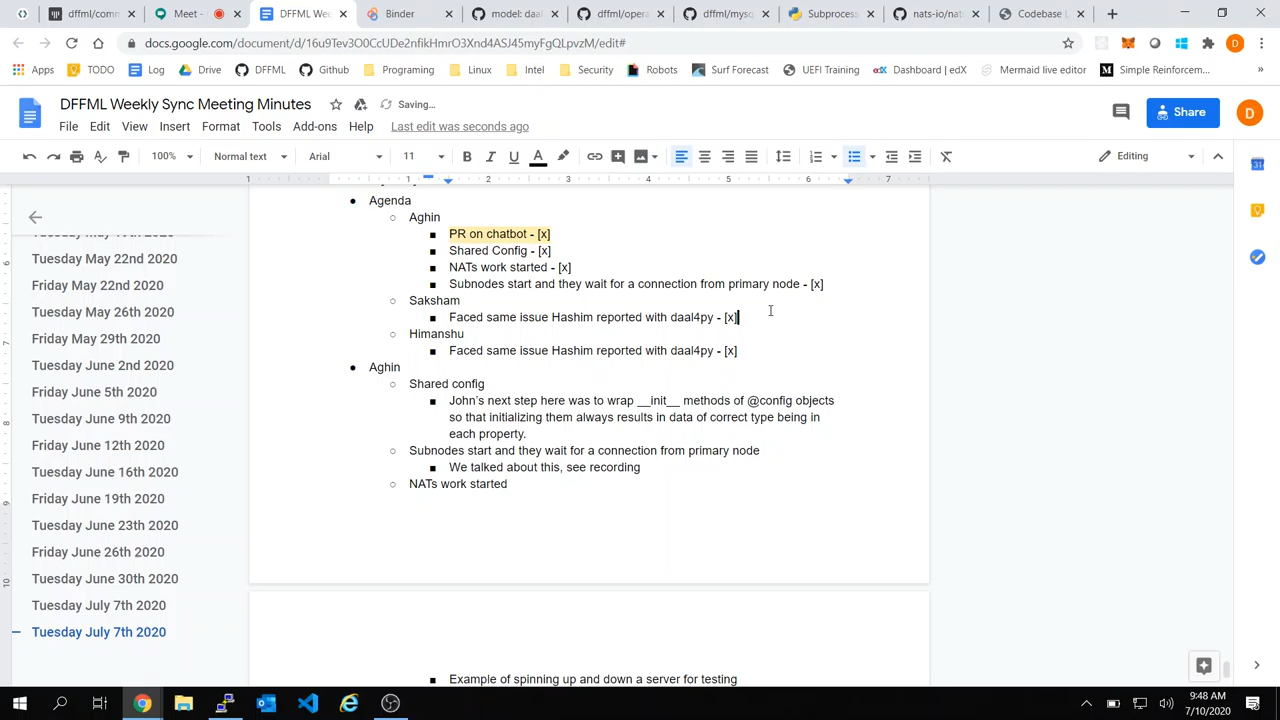 dffml/comm
Meet -
DFFML Wee
Binder
model: daal
dffml/opera
dffml/mysq
Subprocess
nats-io/nat
Codebase L
docs.google.com/document/d/16u9Tev3O0CcUDe2nfikHmrO3Xnd4ASJ45myFgQLpvzM/edit#
Apps
TODO
Log
Drive
DFFML
Github
Programing
Linux
Intel
Security
Robots
Surf Forecast
UEFI Training
Dashboard | edX
Mermaid live editor
Simple Reinforcem...
»
DFFML Weekly Sync Meeting Minutes
Saving...
File Edit View Insert Format Tools Add-ons Help Last edit was seconds ago
Share
D
100% Normal text Arial 11 B I U A Editing
1 1 2 3 4 5 6 7
Tuesday May 19th 2020
Tuesday May 22nd 2020
Friday May 22nd 2020
Tuesday May 26th 2020
Friday May 29th 2020
Tuesday June 2nd 2020
Friday June 5th 2020
Tuesday June 9th 2020
Friday June 12th 2020
Tuesday June 16th 2020
Friday June 19th 2020
Tuesday June 23rd 2020
Friday June 26th 2020
Tuesday June 30th 2020
Tuesday July 7th 2020
Tuesday July 7th 2020
● Agenda
○ Aghin
■ PR on chatbot - [x]
■ Shared Config - [x]
■ NATs work started - [x]
■ Subnodes start and they wait for a connection from primary node - [x]
○ Saksham
■ Faced same issue Hashim reported with daal4py - [x]
○ Himanshu
■ Faced same issue Hashim reported with daal4py - [x]
● Aghin
○ Shared config
■ John's next step here was to wrap __init__ methods of @config objects
so that initializing them always results in data of correct type being in
each property.
○ Subnodes start and they wait for a connection from primary node
■ We talked about this, see recording
○ NATs work started
■ Example of spinning up and down a server for testing
9:48 AM
7/10/2020